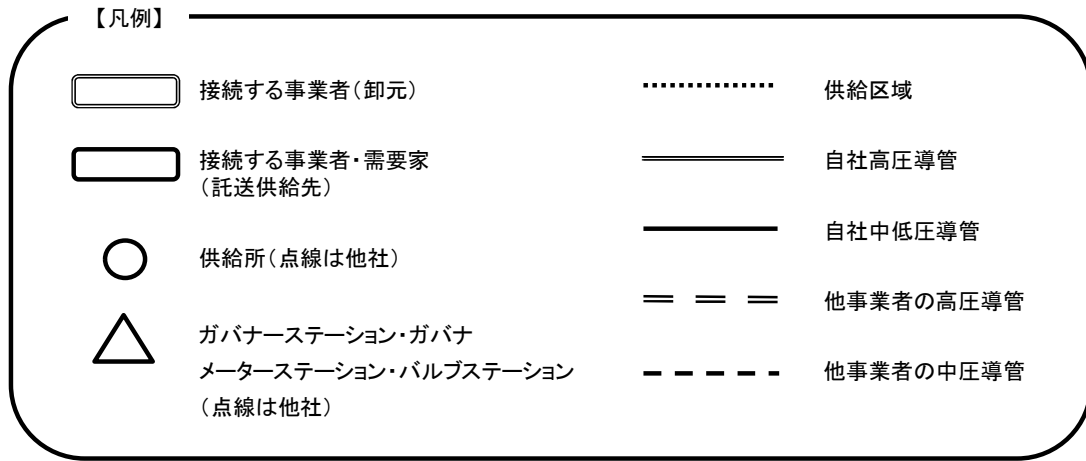 【凡例】
接続する事業者(卸元)
接続する事業者・需要家
(託送供給先)
供給所(点線は他社)
ガバナーステーション・ガバナ
メーターステーション・バルブステーション
(点線は他社)
供給区域
自社高圧導管
自社中低圧導管
他事業者の高圧導管
他事業者の中圧導管